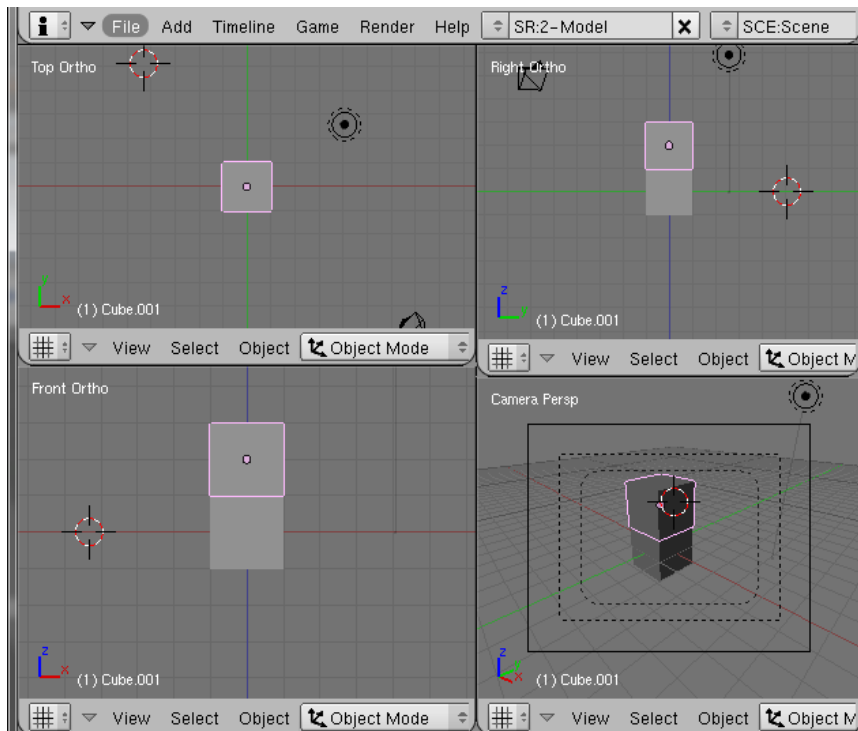 File Add Timeline Game Render Help SR:2-Model SCE:Scene
Top Ortho
y
x
(1) Cube.001
View Select Object Object Mode
Right Ortho
z
y
(1) Cube.001
View Select Object Object M
Front Ortho
z
x
(1) Cube.001
View Select Object Object Mode
Camera Persp
z
y
x
(1) Cube.001
View Select Object Object M